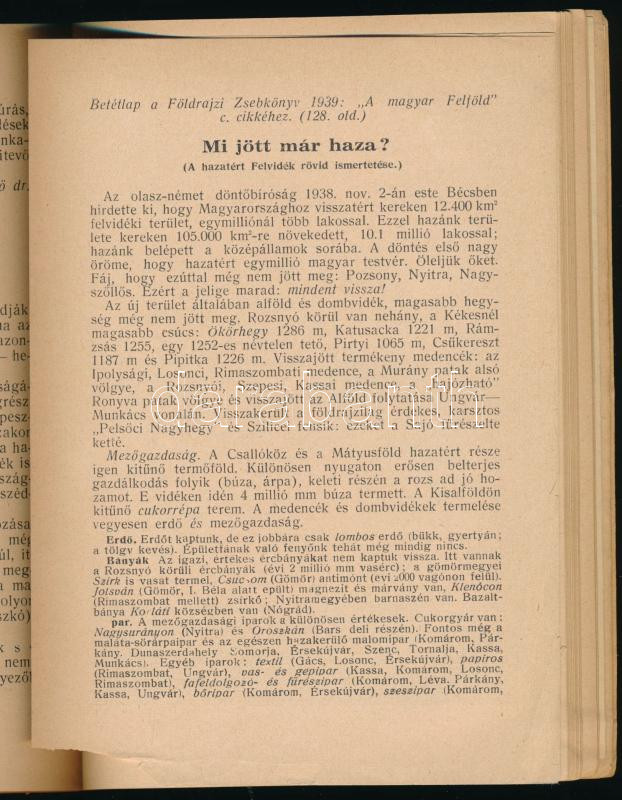 Betétlap a Földrajzi Zsebkönyv 1939: „A magyar Felföld"
c. cikkéhez. (128. old.)
Mi jött már haza?
(A hazatért Felvidék rövid ismertetése.)
Az olasz-német döntőbíróság 1938. nov. 2-án este Bécsben
hirdette ki, hogy Magyarországhoz visszatért kereken 12.400 km²
felvidéki terület, egymilliónál több lakossal. Ezzel hazánk terü-
lete kereken 105.000 km²-re növekedett, 10.1 millió lakossal;
hazánk belépett a középállamok sorába. A döntés első nagy
öröme, hogy hazatért egymillió magyar testvér. Öleljük őket.
Fáj, hogy ezúttal még nem jött meg: Pozsony, Nyitra, Nagy-
szőllős. Ezért a jelige marad: mindent vissza!
Az új terület általában alföld és dombvidék, magasabb hegy-
ség még nem jött meg. Rozsnyó körül van nehány, a Kékesnél
magasabb csúcs: Ökörhegy 1286 m, Katusacka 1221 m, Rám-
zsás 1255, egy 1252-es névtelen tető, Pirtyi 1065 m, Csükereszt
1187 m és Pipitka 1226 m. Visszajött termékeny medencék: az
Ipolysági, Losonci, Rimaszombati medence, a Murány patak alsó
völgye, a Rozsnyói, Szepesi, Kassai medence, a „hajózható"
Ronyva patak völgye és visszajött az Alföld folytatása Ungvár—
Munkács vonalán. Visszakerült a földrajzilag érdekes, karsztos
„Pelsőci Nagyhegy" és Szilicei fensík: ezeket a Sajó fűrészelte
ketté.
Mezőgazdaság. A Csallóköz és a Mátyusföld hazatért része
igen kitűnő termőföld. Különösen nyugaton erősen belterjes
gazdálkodás folyik (búza, árpa), keleti részén a rozs ad jó ho-
zamot. E vidéken idén 4 millió mm búza termett. A Kisalföldön
kitűnő cukorrépa terem. A medencék és dombvidékek termelése
vegyesen erdő és mezőgazdaság.
Erdő. Erdőt kaptunk, de ez jobbára csak lombos erdő (bükk, gyertyán;
a tölgy kevés). Épületfának való fenyőnk tehát még mindig nincs.
Bányák Az igazi, értékes ércbányákat nem kaptuk vissza. Itt vannak
a Rozsnyó körüli ércbányák (évi 2 millió mm vasérc); a gömörmegyei
Szirk is vasat termel, Csucsom (Gömör) antimónt (évi 2000 vagónon felül).
Jolsván (Gömör, I. Béla alatt épült) magnezit és márvány van, Klenócon
(Rimaszombat mellett) zsírkő; Nyitramegyében barnaszén van. Bazalt-
bánya Korláti községben van (Nógrád).
par. A mezőgazdasági iparok a különösen értékesek. Cukorgyár van:
Nagysurányon (Nyitra) és Oroszkán (Bars déli részén). Fontos még a
maláta-sörárpaipar és az egészen hazakerülő malomipar (Komárom, Pár-
kány. Dunaszerdahely Somorja, Érsekújvár, Szenc, Tornalja, Kassa,
Munkács). Egyéb iparok: textil (Gács, Losonc, Érsekújvár), papiros
(Rimaszombat, Ungvár), vas- és gépipar (Kassa, Komárom, Losonc,
Rimaszombat), fafeldolgozó- és fűrészipar (Komárom, Léva. Párkány,
Kassa, Ungvár), bőripar (Komárom, Érsekújvár), szeszipar (Komárom,